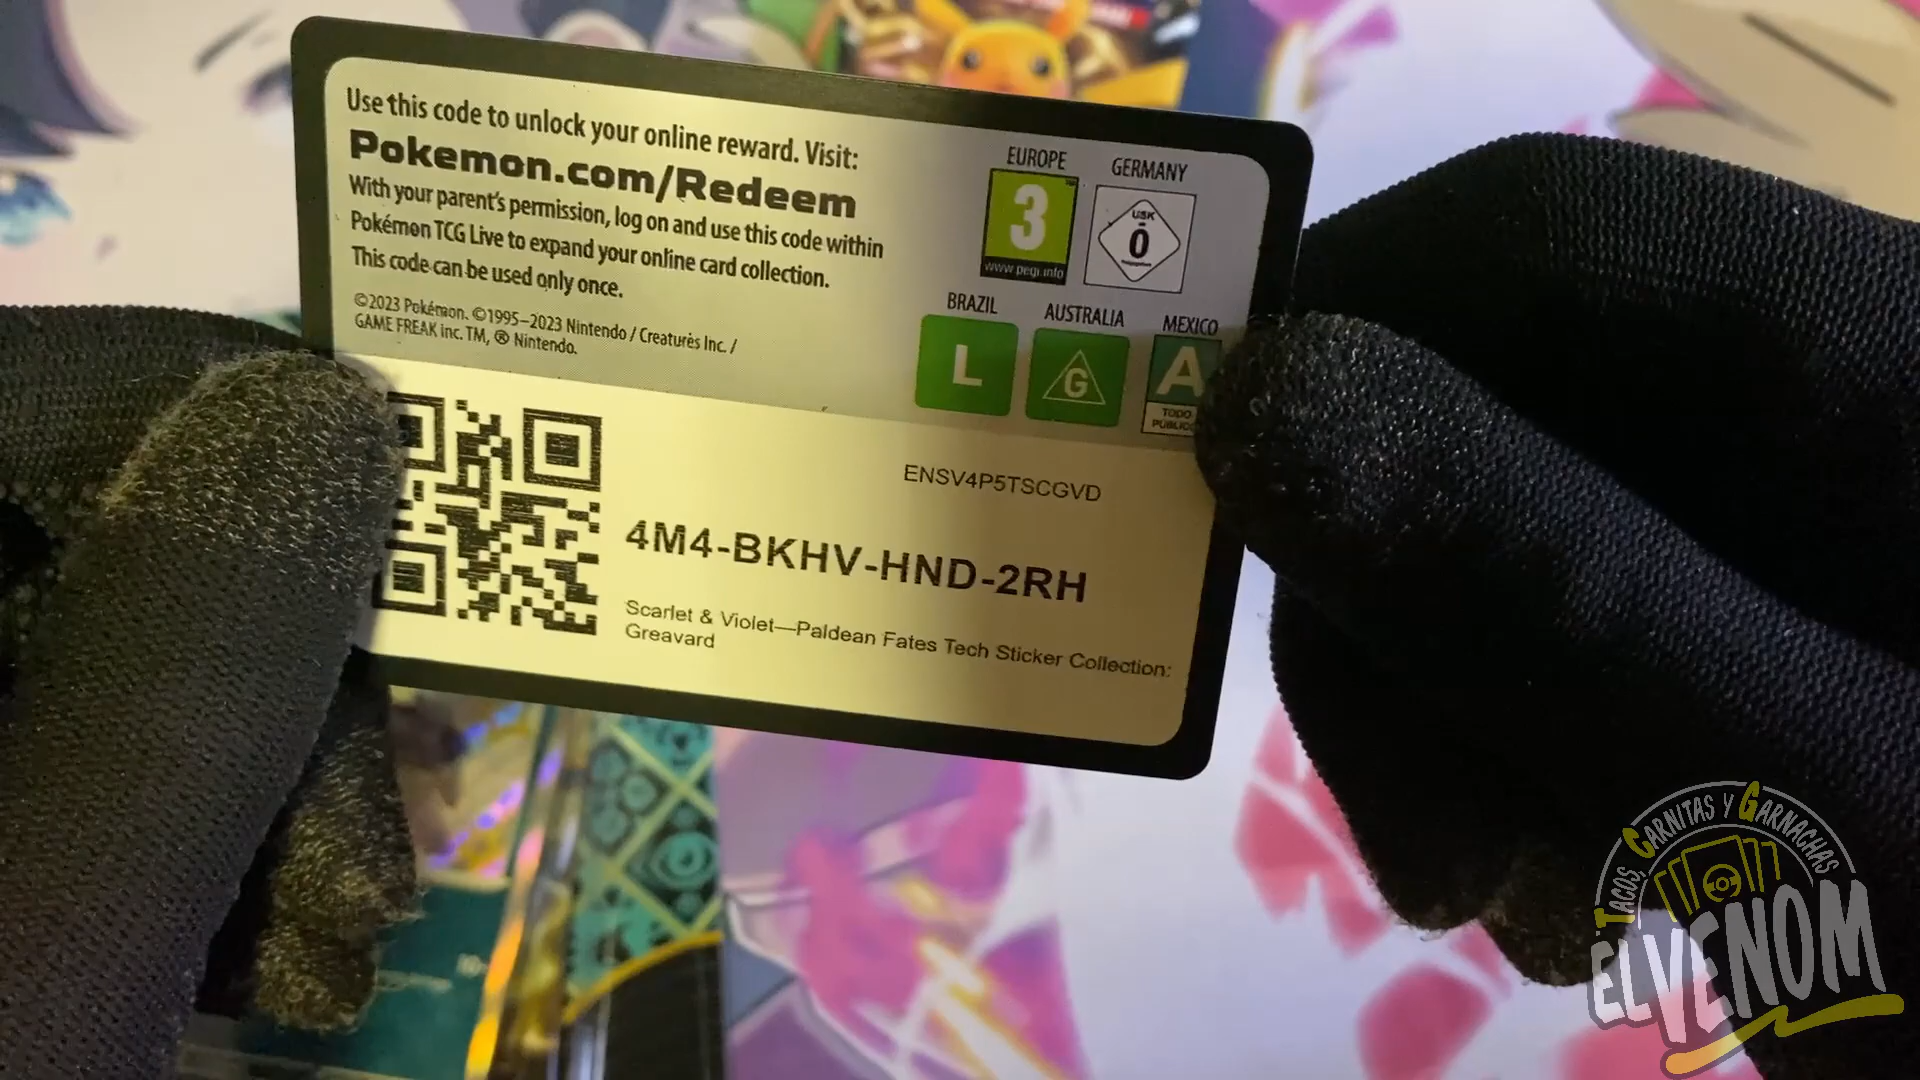 Use this code to unlock your online reward. Visit:
Pokemon.com/Redeem
With your parent's permission, log on and use this code within
Pokémon TCG Live to expand your online card collection.
This code can be used only once.
©2023 Pokémon. ©1995–2023 Nintendo / Creatures Inc. /
GAME FREAK inc. TM, ® Nintendo.
EUROPE
GERMANY
3
www.pegi.info
USK
0
BRAZIL
AUSTRALIA
MEXICO
L
G
A
TODO
PÚBLICO
ENSV4P5TSCGVD
4M4-BKHV-HND-2RH
Scarlet & Violet—Paldean Fates Tech Sticker Collection:
Greavard
TACOS, CARNITAS Y GARNACHAS
ELVENOM